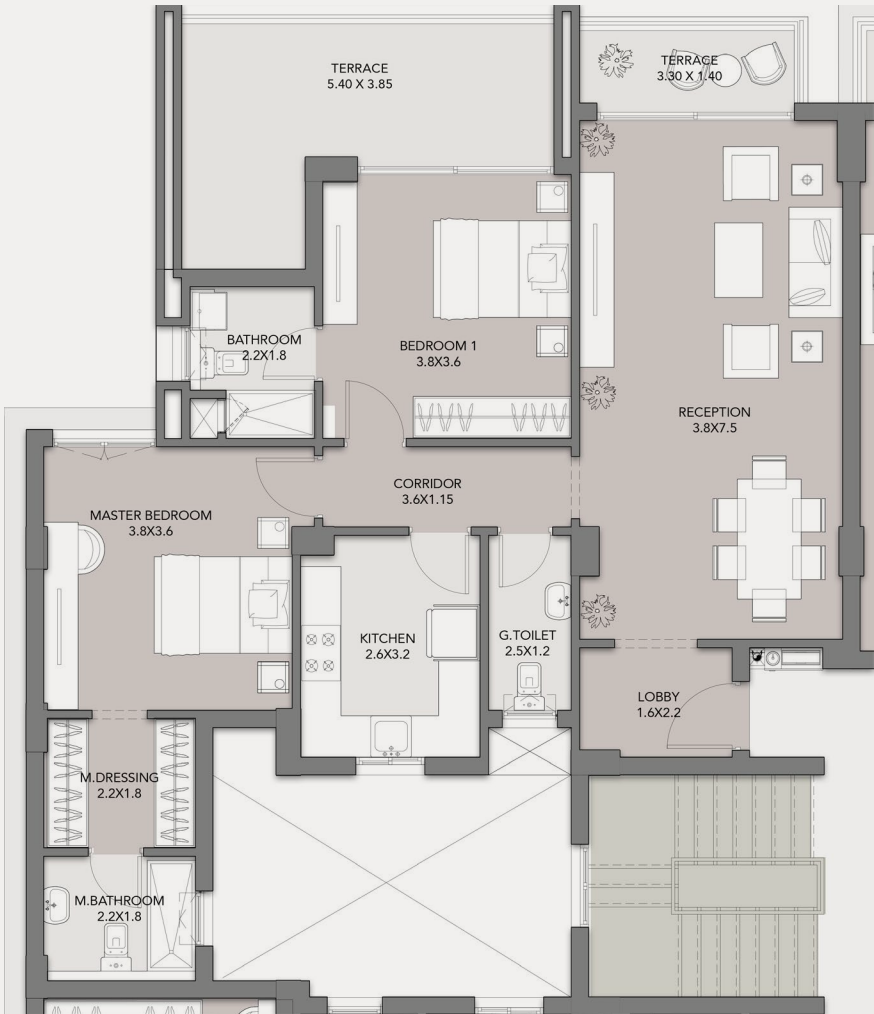 TERRACE
5.40 X 3.85
TERRACE
3.30 X 1.40
BATHROOM
2.2X1.8
BEDROOM 1
3.8X3.6
RECEPTION
3.8X7.5
CORRIDOR
3.6X1.15
MASTER BEDROOM
3.8X3.6
KITCHEN
2.6X3.2
G.TOILET
2.5X1.2
LOBBY
1.6X2.2
M.DRESSING
2.2X1.8
M.BATHROOM
2.2X1.8